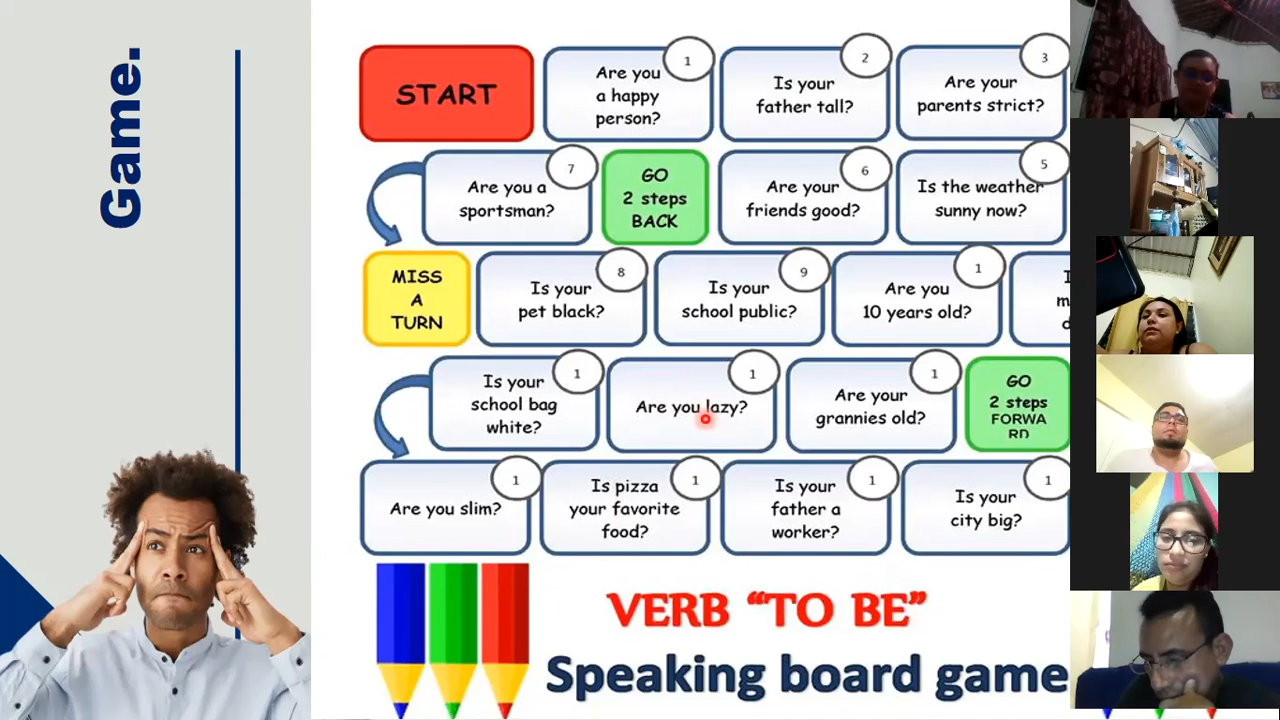 Game.
START
1
Are you
a happy
person?
2
Is your
father tall?
3
Are your
parents strict?
7
Are you a
sportsman?
GO
2 steps
BACK
6
Are your
friends good?
5
Is the weather
sunny now?
MISS
A
TURN
8
Is your
pet black?
9
Is your
school public?
1
Are you
10 years old?
1
Is your
school bag
white?
1
Are you lazy?
1
Are your
grannies old?
GO
2 steps
FORWA
RD
1
Are you slim?
1
Is pizza
your favorite
food?
1
Is your
father a
worker?
1
Is your
city big?
VERB “TO BE”
Speaking board game